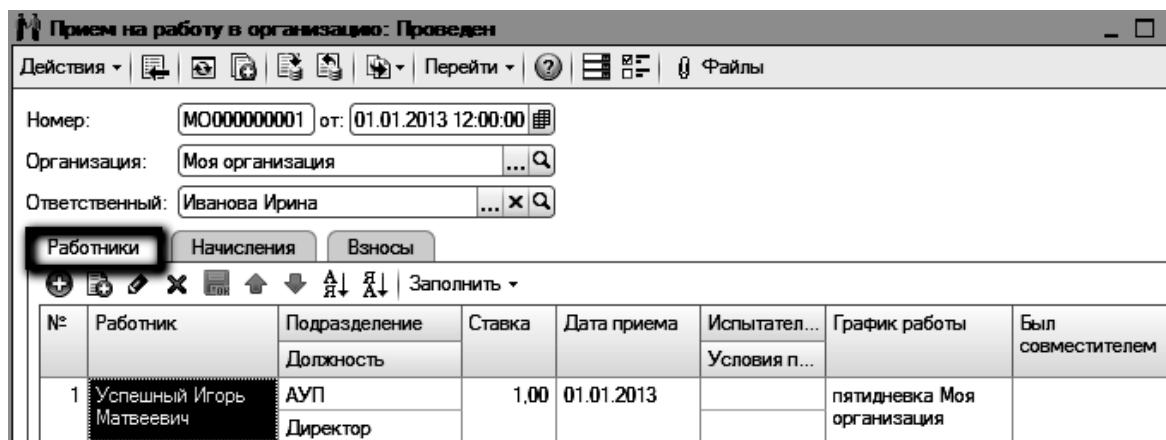 Прием на работу в организацию: Проведен
Действия Перейти Файлы
Номер: МО000000001 от: 01.01.2013 12:00:00
Организация: Моя организация ...
Ответственный: Иванова Ирина ...
Работники Начисления Взносы
Заполнить
№ Работник Подразделение Ставка Дата приема Испытател... График работы Был совместителем
Должность Условия п...
1 Успешный Игорь Матвеевич АУП 1,00 01.01.2013 пятидневка Моя организация
Директор